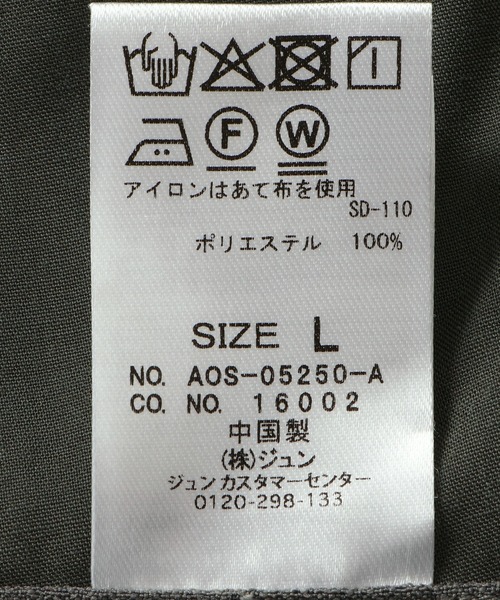 F W
アイロンはあて布を使用
SD-110
ポリエステル 100%
SIZE L
NO. AOS-05250-A
CO. NO. 16002
中国製
(株)ジュン
ジュン カスタマーセンター
0120-298-133